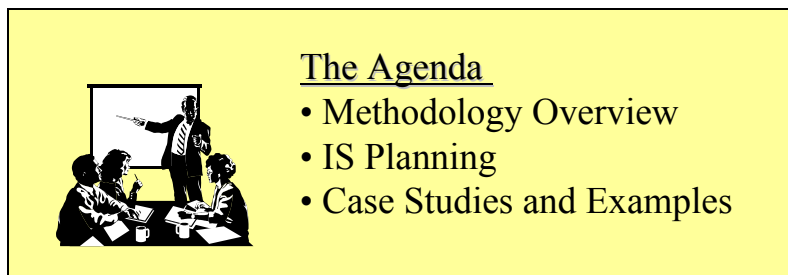 The Agenda
• Methodology Overview
• IS Planning
• Case Studies and Examples